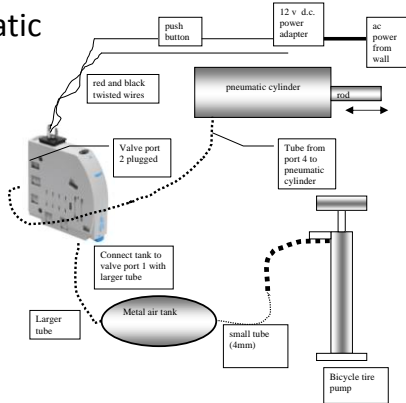 atic
push
button
12 v d.c.
power
adapter
ac
power
from
wall
red and black
twisted wires
pneumatic cylinder
rod
Valve port
2 plugged
Tube from
port 4 to
pneumatic
cylinder
Connect tank to
valve port 1 with
larger tube
Larger
tube
Metal air tank
small tube
(4mm)
Bicycle tire
pump